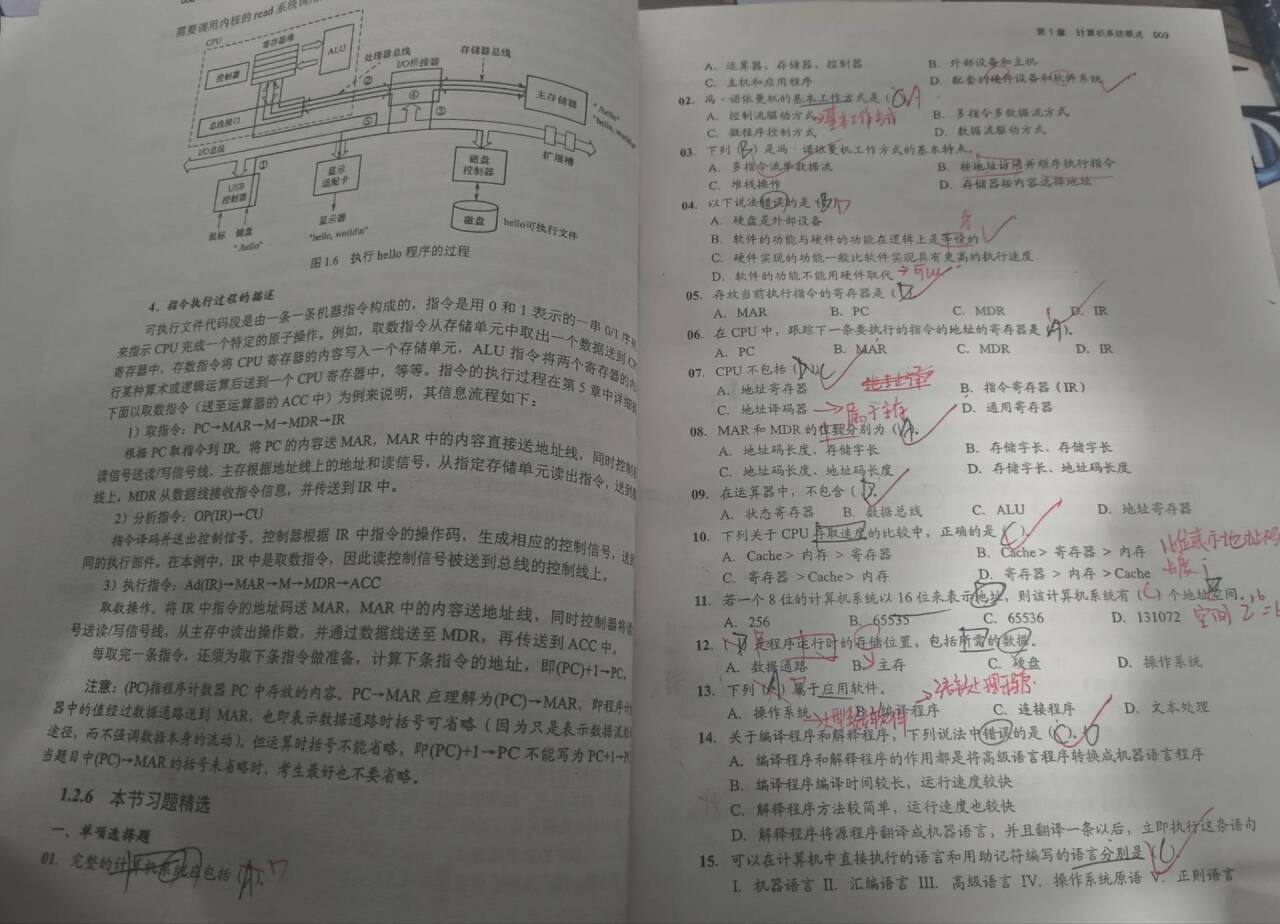 需要调用内核的 read 系统调用
CPU
寄存器堆
ALU
控制器
总线接口
处理器总线
I/O桥接器
存储器总线
主存储器
"/hello"
"hello, world\n"
②
④
⑤
③
①
I/O总线
扩展槽
USB
控制器
显示
适配卡
磁盘
控制器
鼠标 键盘
"./hello"
显示器
"hello, world\n"
磁盘
hello可执行文件
图 1.6 执行 hello 程序的过程
4. 指令执行过程的描述
可执行文件代码段是由一条一条机器指令构成的，指令是用 0 和 1 表示的一串 0/1 序列
来指示 CPU 完成一个特定的原子操作。例如，取数指令从存储单元中取出一个数据送到 CPU
寄存器中，存数指令将 CPU 寄存器的内容写入一个存储单元，ALU 指令将两个寄存器的内
行某种算术或逻辑运算后送到一个 CPU 寄存器中，等等。指令的执行过程在第 5 章中详细
下面以取数指令（送至运算器的 ACC 中）为例来说明，其信息流程如下：
1）取指令：PC→MAR→M→MDR→IR
根据 PC 取指令到 IR。将 PC 的内容送 MAR，MAR 中的内容直接送地址线，同时控制
读信号送读/写信号线，主存根据地址线上的地址和读信号，从指定存储单元读出指令，送到
线上，MDR 从数据线接收指令信息，并传送到 IR 中。
2）分析指令：OP(IR)→CU
指令译码并送出控制信号。控制器根据 IR 中指令的操作码，生成相应的控制信号，送
同的执行部件。在本例中，IR 中是取数指令，因此读控制信号被送到总线的控制线上。
3）执行指令：Ad(IR)→MAR→M→MDR→ACC
取数操作。将 IR 中指令的地址码送 MAR，MAR 中的内容送地址线，同时控制器将读
号送读/写信号线，从主存中读出操作数，并通过数据线送至 MDR，再传送到 ACC 中。
每取完一条指令，还须为取下条指令做准备，计算下条指令的地址，即(PC)+1→PC。
注意：(PC)指程序计数器 PC 中存放的内容。PC→MAR 应理解为(PC)→MAR，即程序计
器中的值经过数据通路送到 MAR，也即表示数据通路时括号可省略（因为只是表示数据流经
途径，而不强调数据本身的流动）。但运算时括号不能省略，即(PC)+1→PC 不能写为 PC+1→PC
当题目中(PC)→MAR 的括号未省略时，考生最好也不要省略。
1.2.6 本节习题精选
一、单项选择题
01. 完整的计算机系统应包括（A）。D
第 1 章 计算机系统概述 009
A. 运算器、存储器、控制器 B. 外部设备和主机
C. 主机和应用程序 D. 配套的硬件设备和软件系统
02. 冯·诺依曼机的基本工作方式是（ A
A. 控制流驱动方式 →基本工作方式 B. 多指令多数据流方式
C. 微程序控制方式 D. 数据流驱动方式
03. 下列（B）是冯·诺依曼机工作方式的基本特点。
A. 多指令流单数据流 B. 按地址访问并顺序执行指令
C. 堆栈操作 D. 存储器按内容选择地址
04. 以下说法错误的是（B D
A. 硬盘是外部设备
B. 软件的功能与硬件的功能在逻辑上是等价的
C. 硬件实现的功能一般比软件实现具有更高的执行速度
D. 软件的功能不能用硬件取代 →可以
05. 存放当前执行指令的寄存器是（D
A. MAR B. PC C. MDR D. IR
06. 在 CPU 中，跟踪下一条要执行的指令的地址的寄存器是（A）。
A. PC B. MAR C. MDR D. IR
07. CPU 不包括（ C
A. 地址寄存器 B. 指令寄存器（IR）
C. 地址译码器 →属于主存 D. 通用寄存器
08. MAR 和 MDR 的位数分别为（A）。
A. 地址码长度、存储字长 B. 存储字长、存储字长
C. 地址码长度、地址码长度 D. 存储字长、地址码长度
09. 在运算器中，不包含（D）。
A. 状态寄存器 B. 数据总线 C. ALU D. 地址寄存器
10. 下列关于 CPU 存取速度的比较中，正确的是（C）
A. Cache＞内存＞寄存器 B. Cache＞寄存器＞内存
C. 寄存器＞Cache＞内存 D. 寄存器＞内存＞Cache
16位表示地址码
长度
11. 若一个 8 位的计算机系统以 16 位来表示地址，则该计算机系统有（C）个地址空间。
A. 256 B. 65535 C. 65536 D. 131072 空间
12. （ ）是程序运行时的存储位置，包括所需的数据。
A. 数据通路 B. 主存 C. 硬盘 D. 操作系统
13. 下列（A）属于应用软件。
A. 操作系统 B. 编译程序 C. 连接程序 D. 文本处理
14. 关于编译程序和解释程序，下列说法中错误的是（C）。
A. 编译程序和解释程序的作用都是将高级语言程序转换成机器语言程序
B. 编译程序编译时间较长，运行速度较快
C. 解释程序方法较简单，运行速度也较快
D. 解释程序将源程序翻译成机器语言，并且翻译一条以后，立即执行这条语句
15. 可以在计算机中直接执行的语言和用助记符编写的语言分别是（
I. 机器语言 II. 汇编语言 III. 高级语言 IV. 操作系统原语 V. 正则语言